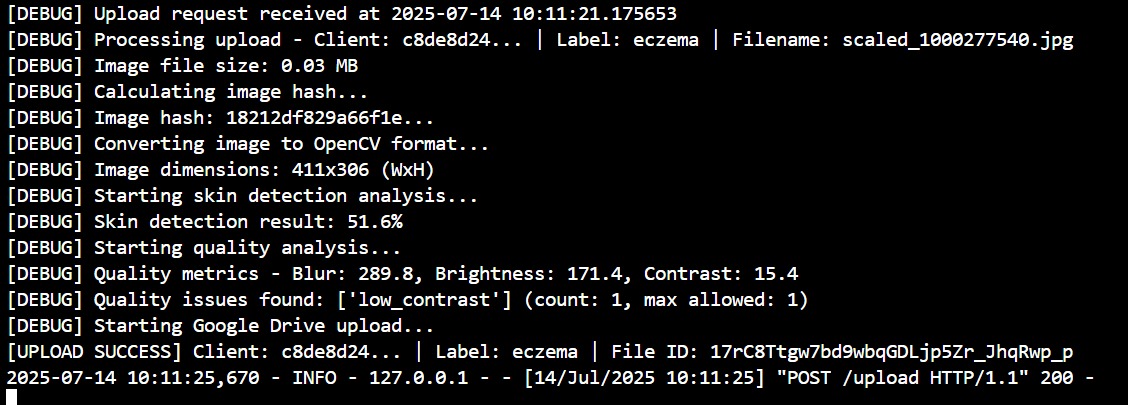 [DEBUG] Upload request received at 2025-07-14 10:11:21.175653
[DEBUG] Processing upload - Client: c8de8d24... | Label: eczema | Filename: scaled_1000277540.jpg
[DEBUG] Image file size: 0.03 MB
[DEBUG] Calculating image hash...
[DEBUG] Image hash: 18212df829a66f1e...
[DEBUG] Converting image to OpenCV format...
[DEBUG] Image dimensions: 411x306 (WxH)
[DEBUG] Starting skin detection analysis...
[DEBUG] Skin detection result: 51.6%
[DEBUG] Starting quality analysis...
[DEBUG] Quality metrics - Blur: 289.8, Brightness: 171.4, Contrast: 15.4
[DEBUG] Quality issues found: ['low_contrast'] (count: 1, max allowed: 1)
[DEBUG] Starting Google Drive upload...
[UPLOAD SUCCESS] Client: c8de8d24... | Label: eczema | File ID: 17rC8Ttgw7bd9wbqGDLjp5Zr_JhqRwp_p
2025-07-14 10:11:25,670 - INFO - 127.0.0.1 - - [14/Jul/2025 10:11:25] "POST /upload HTTP/1.1" 200 -